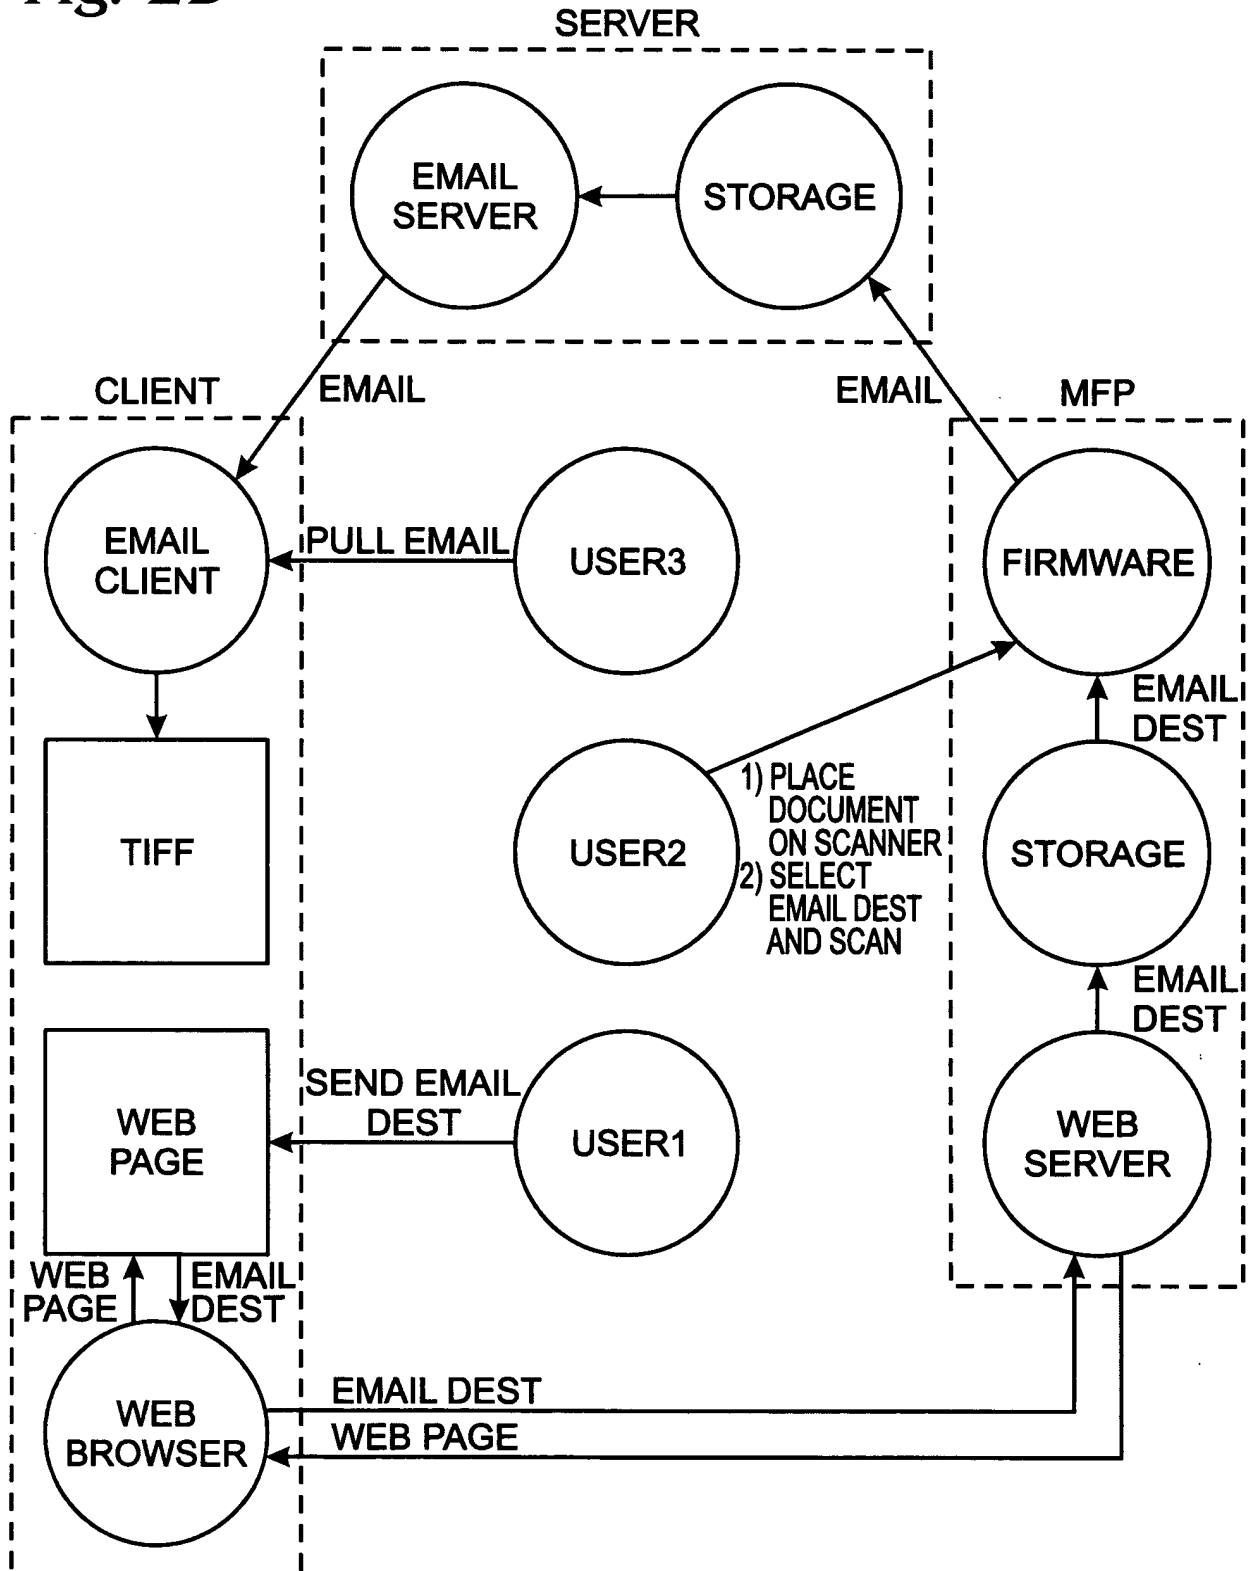 SERVER
EMAIL
SERVER
STORAGE
CLIENT
EMAIL
EMAIL
MFP
EMAIL
CLIENT
PULL EMAIL
USER3
FIRMWARE
EMAIL
DEST
TIFF
USER2
1) PLACE
DOCUMENT
ON SCANNER
2) SELECT
EMAIL DEST
AND SCAN
STORAGE
EMAIL
DEST
WEB
PAGE
SEND EMAIL
DEST
USER1
WEB
SERVER
WEB
PAGE
EMAIL
DEST
WEB
BROWSER
EMAIL DEST
WEB PAGE